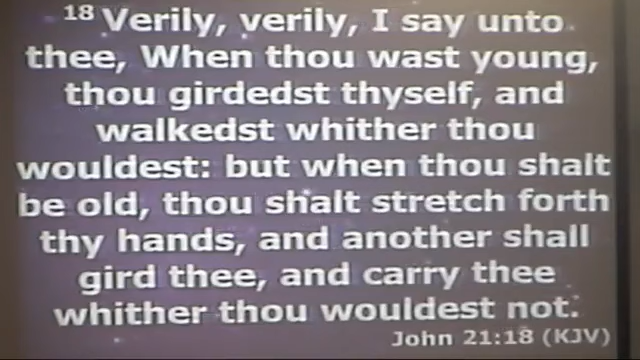 18 Verily, verily, I say unto
thee, When thou wast young,
thou girdedst thyself, and
walkedst whither thou
wouldest: but when thou shalt
be old, thou shalt stretch forth
thy hands, and another shall
gird thee, and carry thee
whither thou wouldest not.
John 21:18 (KJV)